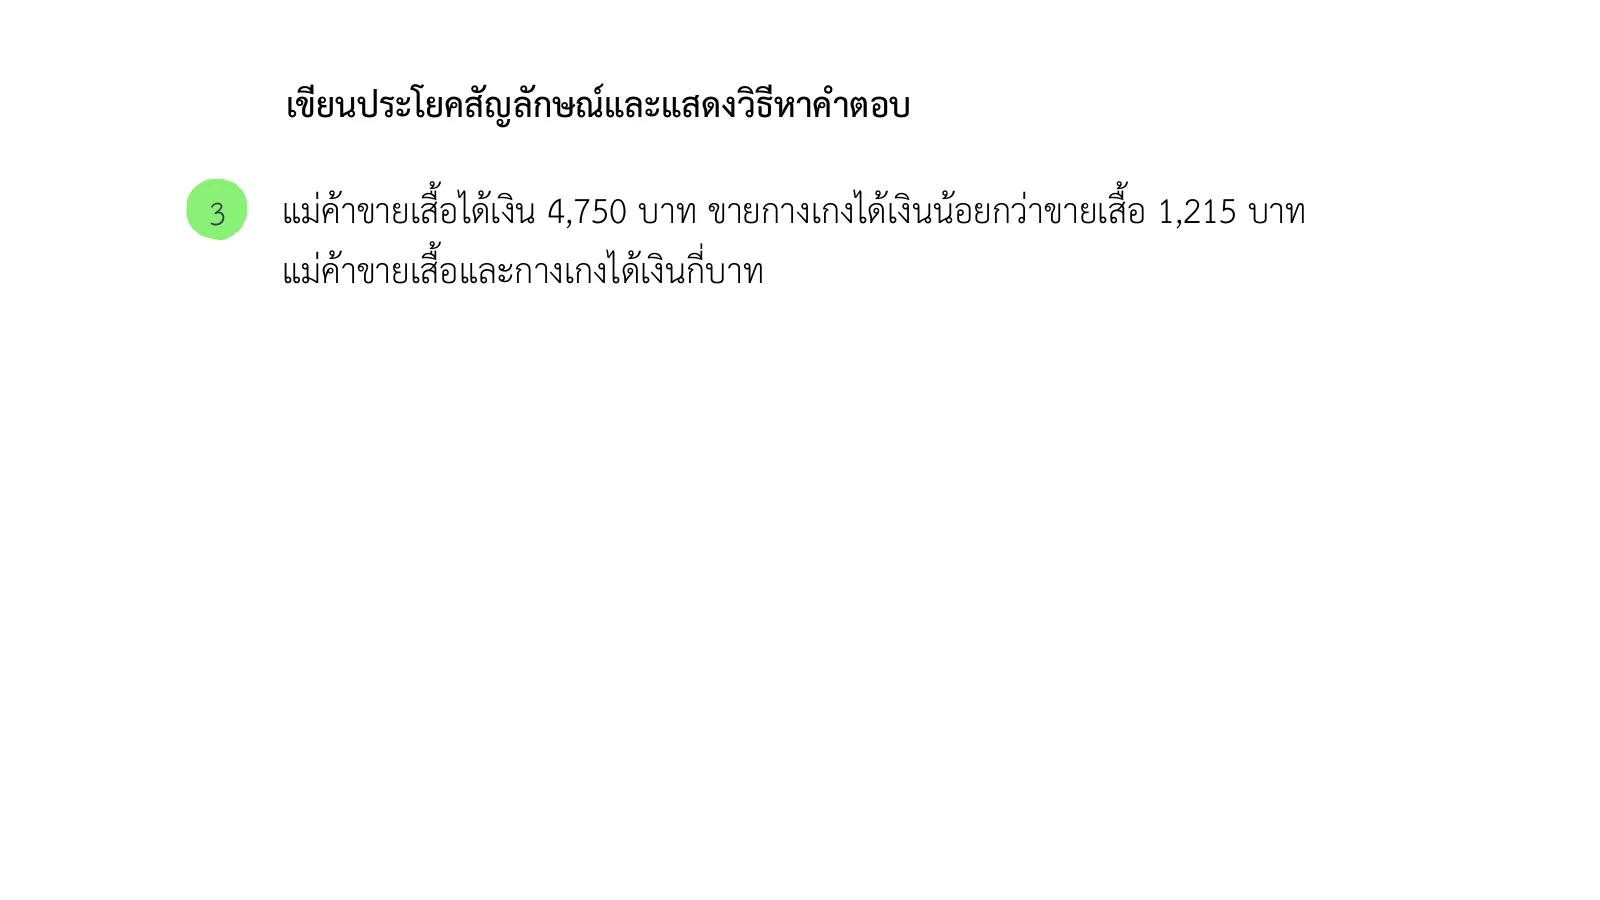 เขียนประโยคสัญลักษณ์และแสดงวิธีหาคำตอบ
3 แม่ค้าขายเสื้อได้เงิน 4,750 บาท ขายกางเกงได้เงินน้อยกว่าขายเสื้อ 1,215 บาท
แม่ค้าขายเสื้อและกางเกงได้เงินกี่บาท